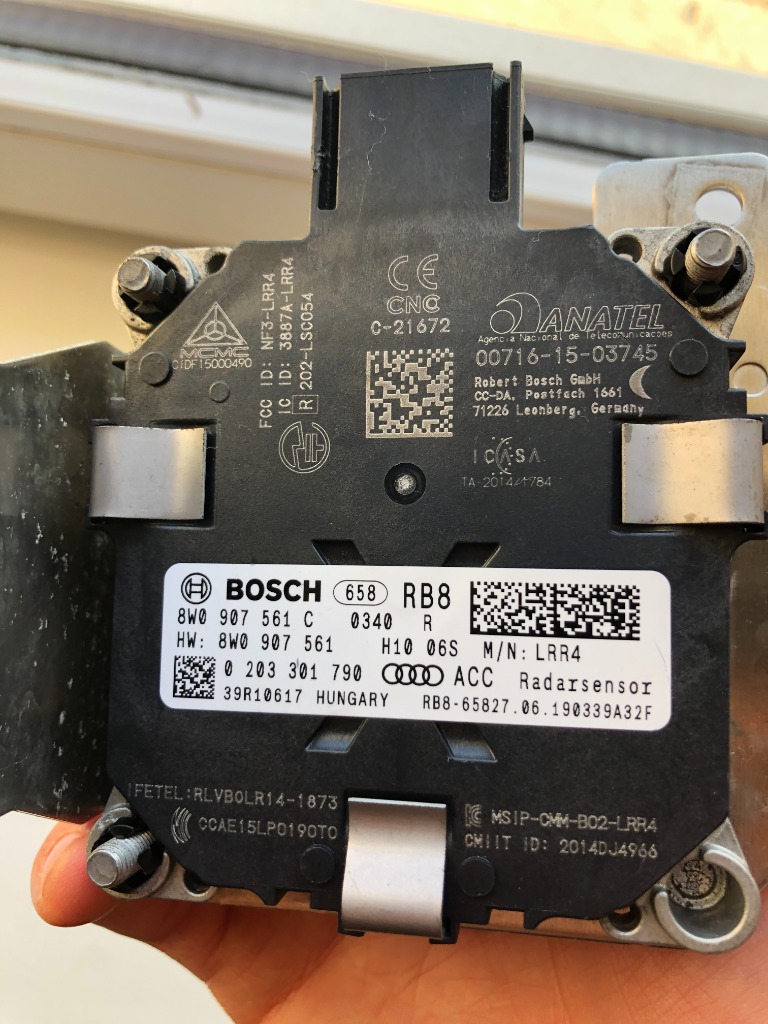 CE
CNC
C-21672
MCMC
CIDF15000490
FCC ID: NF3-LRR4
IC ID: 3887A-LRR4
R 202-LSC054
ANATEL
Agência Nacional de Telecomunicações
00716-15-03745
Robert Bosch GmbH
CC-DA, Postfach 1661
71226 Leonberg, Germany
ICASA
TA-2014/1784
BOSCH 658 RB8
8W0 907 561 C 0340 R
HW: 8W0 907 561 H10 06S M/N: LRR4
0 203 301 790 ACC Radarsensor
39R10617 HUNGARY RB8-65827.06.190339A32F
IFETEL:RLVBOLR14-1873
CCAE15LP0190T0
MSIP-CMM-B02-LRR4
CMIIT ID: 2014DJ4966